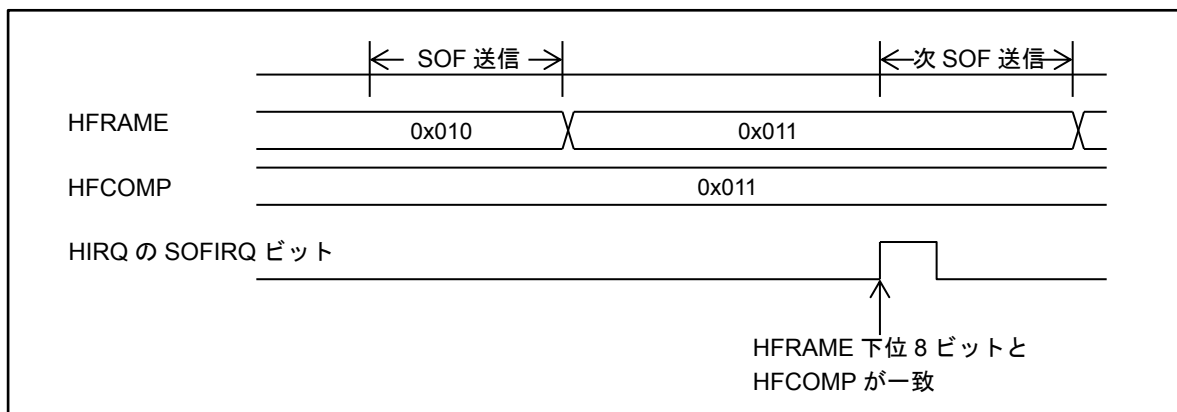 SOF 送信
次 SOF 送信
HFRAME
0x010
0x011
HFCOMP
0x011
HIRQ の SOFIRQ ビット
HFRAME 下位 8 ビットと
HFCOMP が一致